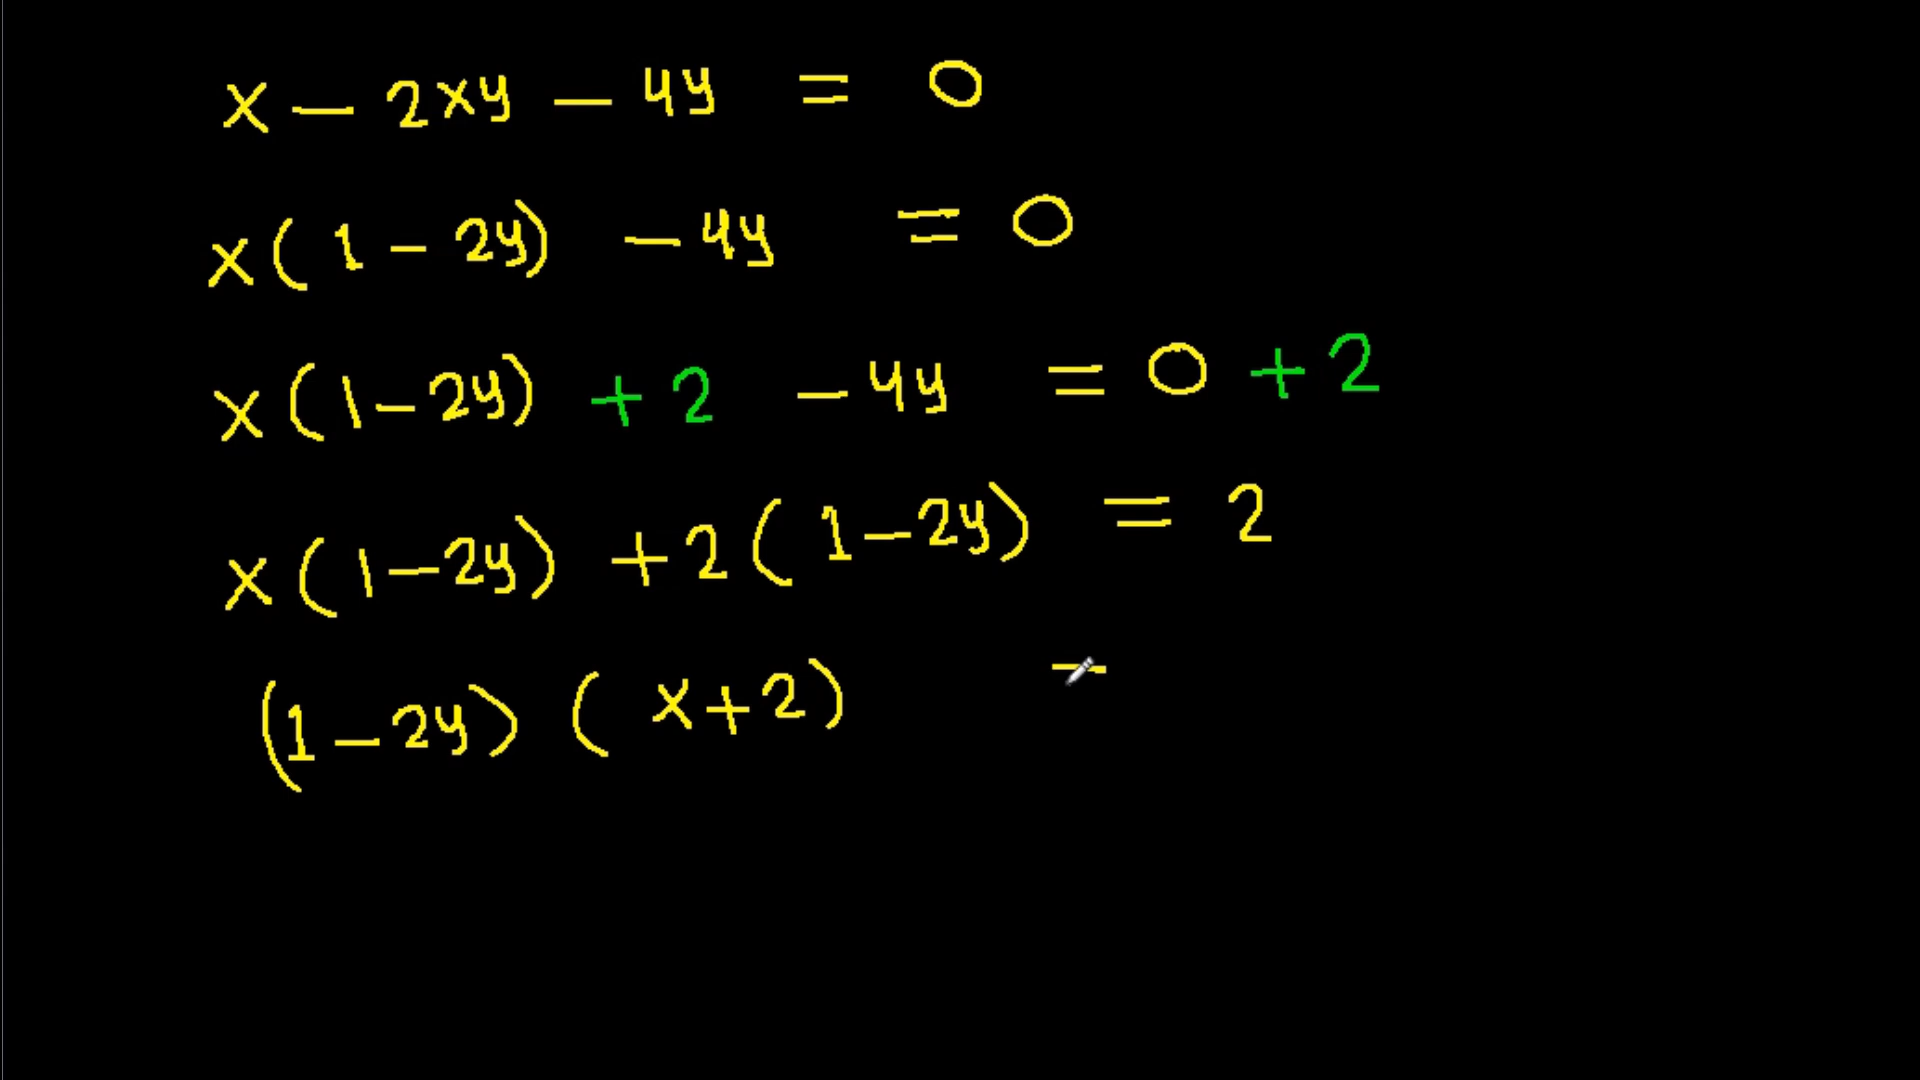 x - 2xy - 4y = 0
x(1 - 2y) - 4y = 0
x(1-2y) + 2 - 4y = 0 + 2
x(1-2y) + 2(1-2y) = 2
(1-2y)(x+2)